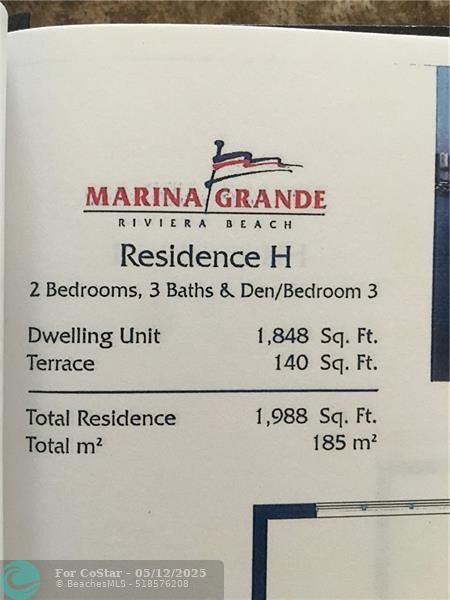 MARINA GRANDE
RIVIERA BEACH
Residence H
2 Bedrooms, 3 Baths & Den/Bedroom 3
Dwelling Unit 1,848 Sq. Ft.
Terrace 140 Sq. Ft.
Total Residence 1,988 Sq. Ft.
Total m² 185 m²
For CoStar - 05/12/2025
© BeachesMLS - 518576208